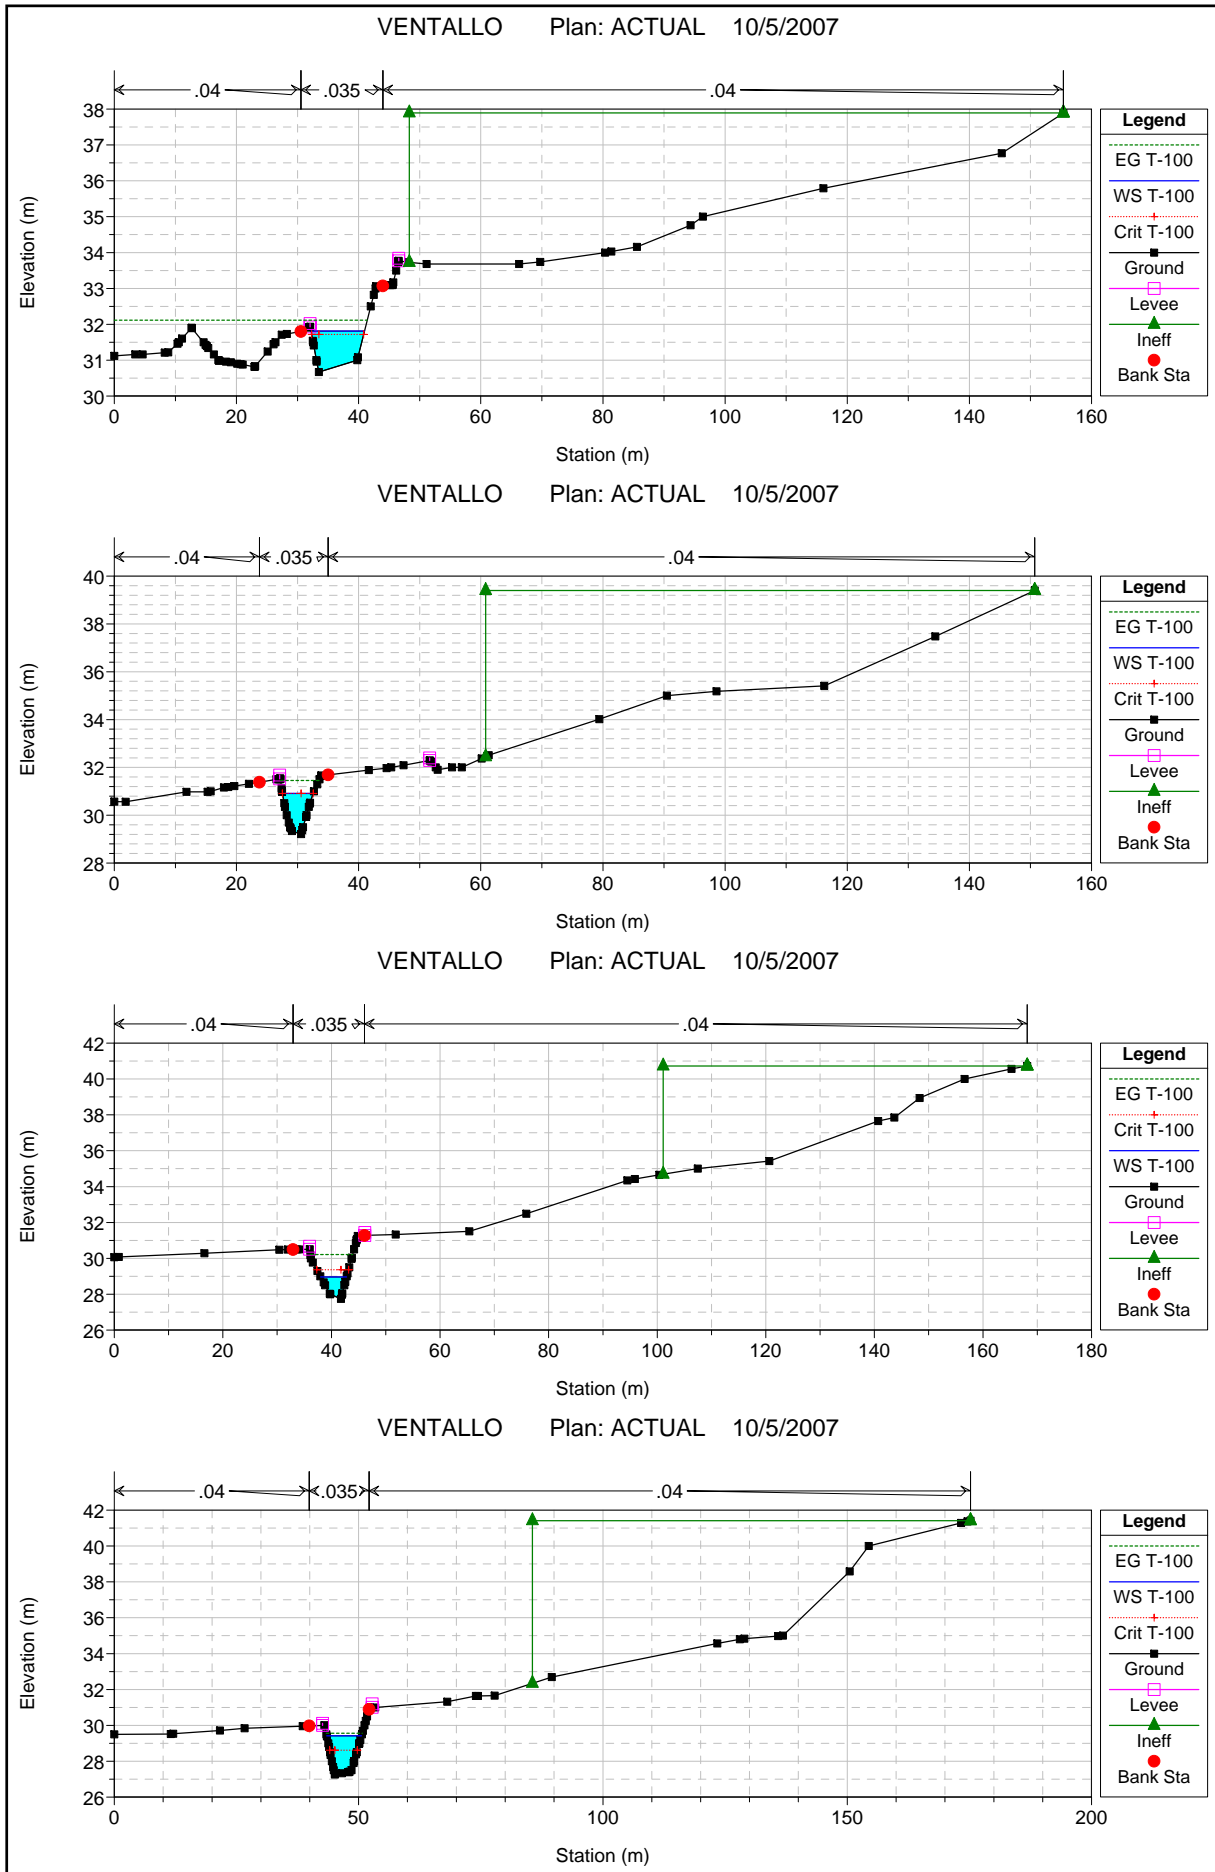 VENTALLO Plan: ACTUAL 10/5/2007
.04 .035 .04
38
37
36
35
34
33
32
31
30
Elevation (m)
0 20 40 60 80 100 120 140 160
Station (m)
Legend
EG T-100
WS T-100
Crit T-100
Ground
Levee
Ineff
Bank Sta
VENTALLO Plan: ACTUAL 10/5/2007
.04 .035 .04
40
38
36
34
32
30
28
Elevation (m)
0 20 40 60 80 100 120 140 160
Station (m)
Legend
EG T-100
WS T-100
Crit T-100
Ground
Levee
Ineff
Bank Sta
VENTALLO Plan: ACTUAL 10/5/2007
.04 .035 .04
42
40
38
36
34
32
30
28
26
Elevation (m)
0 20 40 60 80 100 120 140 160 180
Station (m)
Legend
EG T-100
Crit T-100
WS T-100
Ground
Levee
Ineff
Bank Sta
VENTALLO Plan: ACTUAL 10/5/2007
.04 .035 .04
42
40
38
36
34
32
30
28
26
Elevation (m)
0 50 100 150 200
Station (m)
Legend
EG T-100
WS T-100
Crit T-100
Ground
Levee
Ineff
Bank Sta